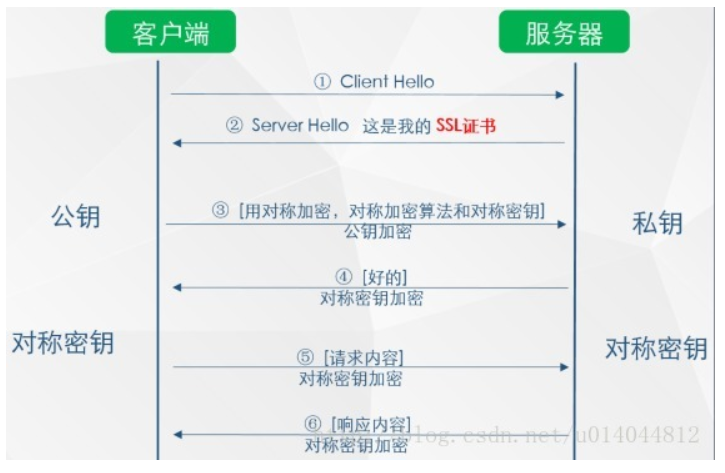 客户端
服务器
① Client Hello
② Server Hello 这是我的 SSL证书
公钥
③ [用对称加密，对称加密算法和对称密钥]
公钥加密
私钥
④ [好的]
对称密钥加密
对称密钥
对称密钥
⑤ [请求内容]
对称密钥加密
⑥ [响应内容]
对称密钥加密
log.csdn.net/u014044812